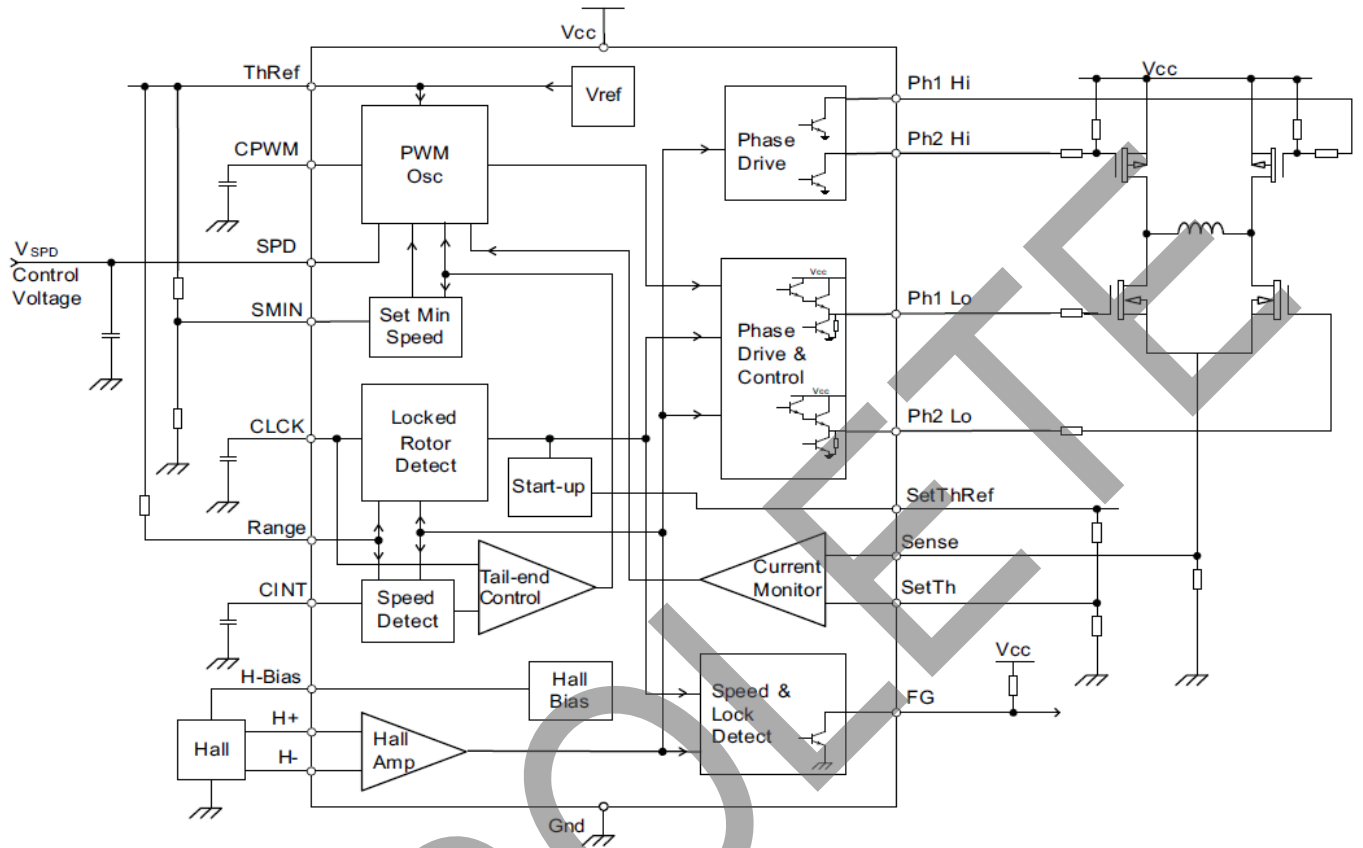 Vcc
ThRef
Vref
CPWM
PWM
Osc
VSPD
Control
Voltage
SPD
SMIN
Set Min
Speed
CLCK
Locked
Rotor
Detect
Start-up
Range
CINT
Speed
Detect
Tail-end
Control
H-Bias
Hall
Bias
H+
H-
Hall
Hall
Amp
Gnd
Phase
Drive
Ph1 Hi
Ph2 Hi
Vcc
Phase
Drive &
Control
Vcc
Vcc
Ph1 Lo
Ph2 Lo
SetThRef
Sense
SetTh
Current
Monitor
Speed &
Lock
Detect
Vcc
FG
OLETE